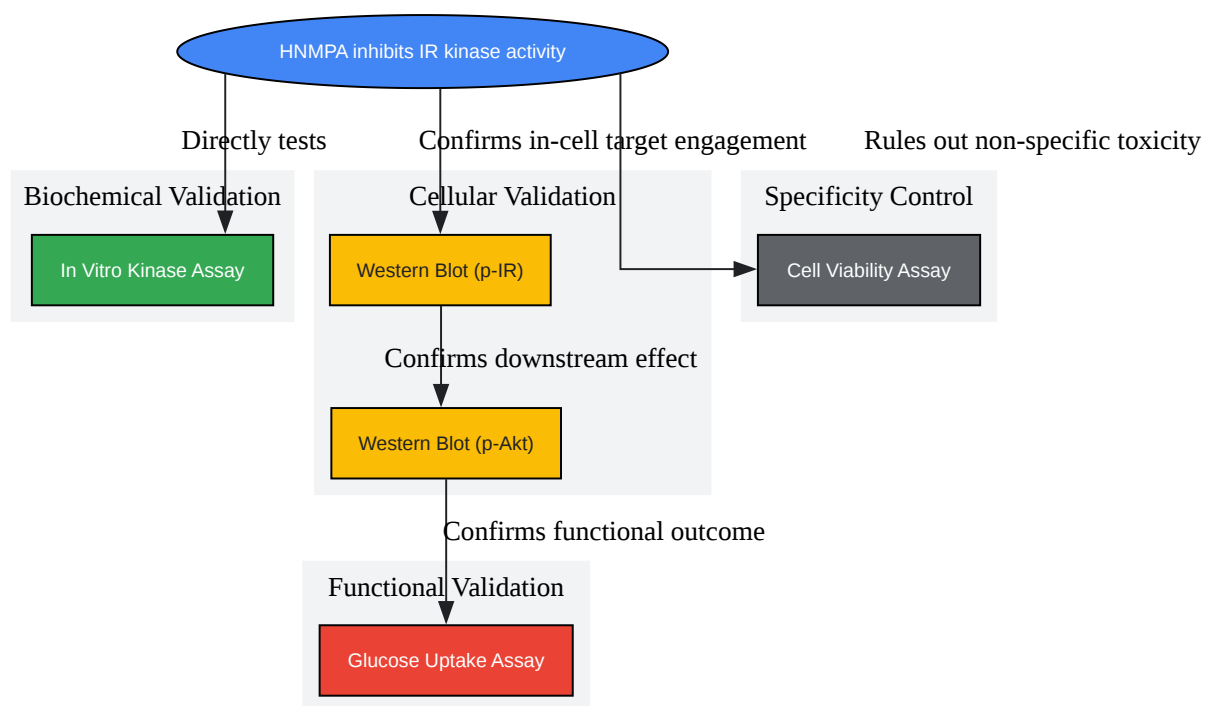 HNMPA inhibits IR kinase activity
Directly tests
Confirms in-cell target engagement
Rules out non-specific toxicity
Biochemical Validation
Cellular Validation
Specificity Control
In Vitro Kinase Assay
Western Blot (p-IR)
Cell Viability Assay
Confirms downstream effect
Western Blot (p-Akt)
Confirms functional outcome
Functional Validation
Glucose Uptake Assay